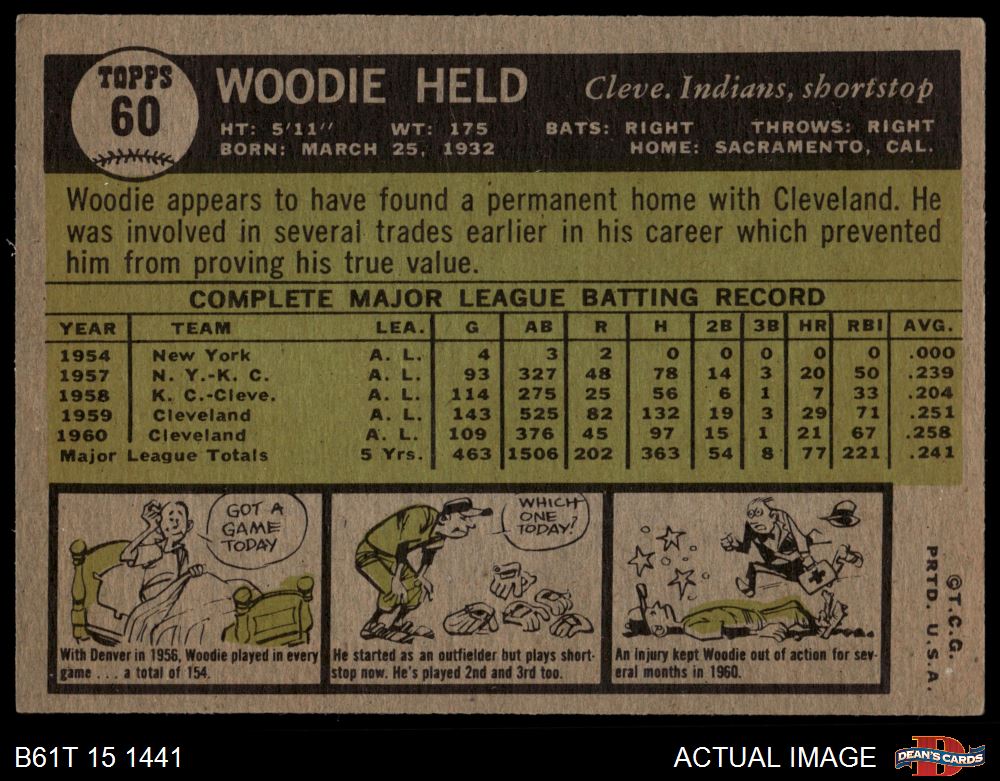 TOPPS
60
WOODIE HELD
Cleve. Indians, shortstop
HT: 5'11" WT: 175 BATS: RIGHT THROWS: RIGHT
BORN: MARCH 25, 1932 HOME: SACRAMENTO, CAL.
Woodie appears to have found a permanent home with Cleveland. He
was involved in several trades earlier in his career which prevented
him from proving his true value.
COMPLETE MAJOR LEAGUE BATTING RECORD
YEAR TEAM LEA. G AB R H 2B 3B HR RBI AVG.
1954 New York A. L. 4 3 2 0 0 0 0 0 .000
1957 N. Y.-K. C. A. L. 93 327 48 78 14 3 20 50 .239
1958 K. C.-Cleve. A. L. 114 275 25 56 6 1 7 33 .204
1959 Cleveland A. L. 143 525 82 132 19 3 29 71 .251
1960 Cleveland A. L. 109 376 45 97 15 1 21 67 .258
Major League Totals 5 Yrs. 463 1506 202 363 54 8 77 221 .241
GOT A
GAME
TODAY
With Denver in 1956, Woodie played in every
game . . . a total of 154.
WHICH
ONE
TODAY?
He started as an outfielder but plays short-
stop now. He's played 2nd and 3rd too.
An injury kept Woodie out of action for sev-
eral months in 1960.
©T.C.G.
PRTD. U.S.A.
B61T 15 1441
ACTUAL IMAGE
DEAN'S CARDS